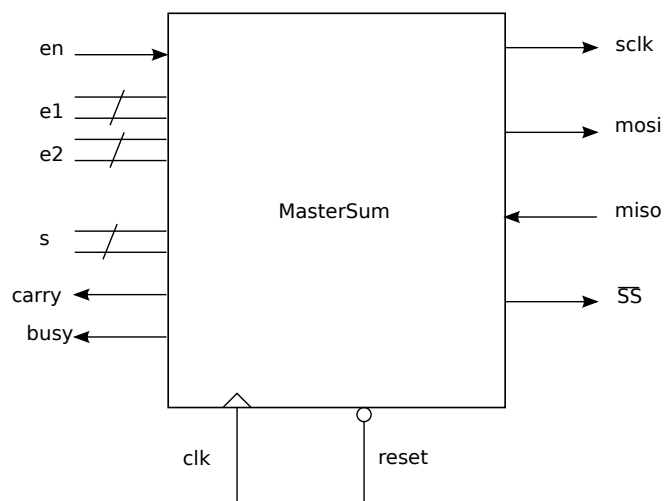 en
e1
e2
s
carry
busy
MasterSum
sclk
mosi
miso
SS
clk
reset